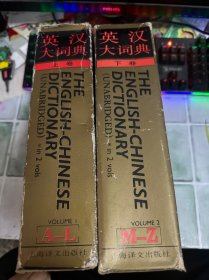 英汉
大词典
上卷
THE
ENGLISH-CHINESE
DICTIONARY
(UNABRIDGED) · in 2 vols
VOLUME 1
A-L
上海译文出版社
英汉
大词典
下卷
THE
ENGLISH-CHINESE
DICTIONARY
(UNABRIDGED) · in 2 vols
VOLUME 2
M-Z
上海译文出版社